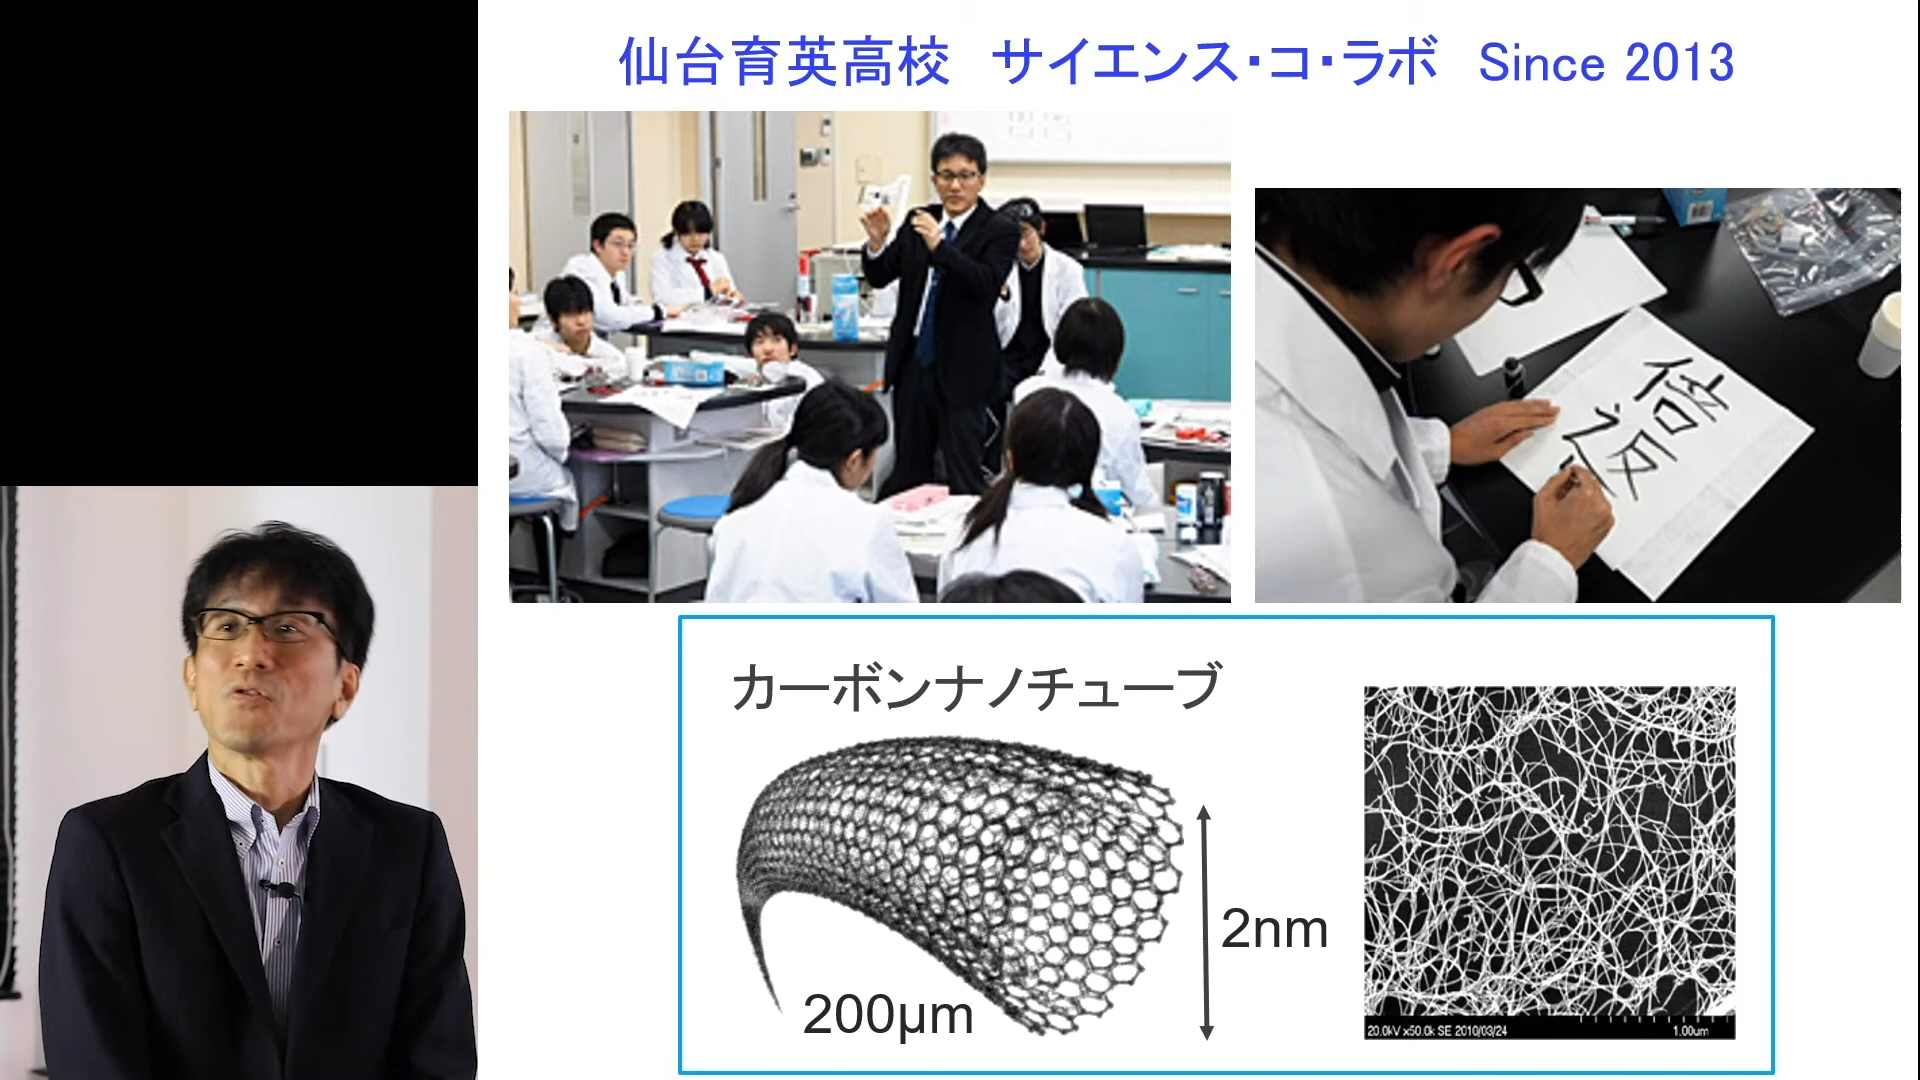 仙台育英高校　サイエンス・コ・ラボ　Since 2013
倍
返
カーボンナノチューブ
2nm
200μm
20.0kV x50.0k SE 2010/03/24 1.00um